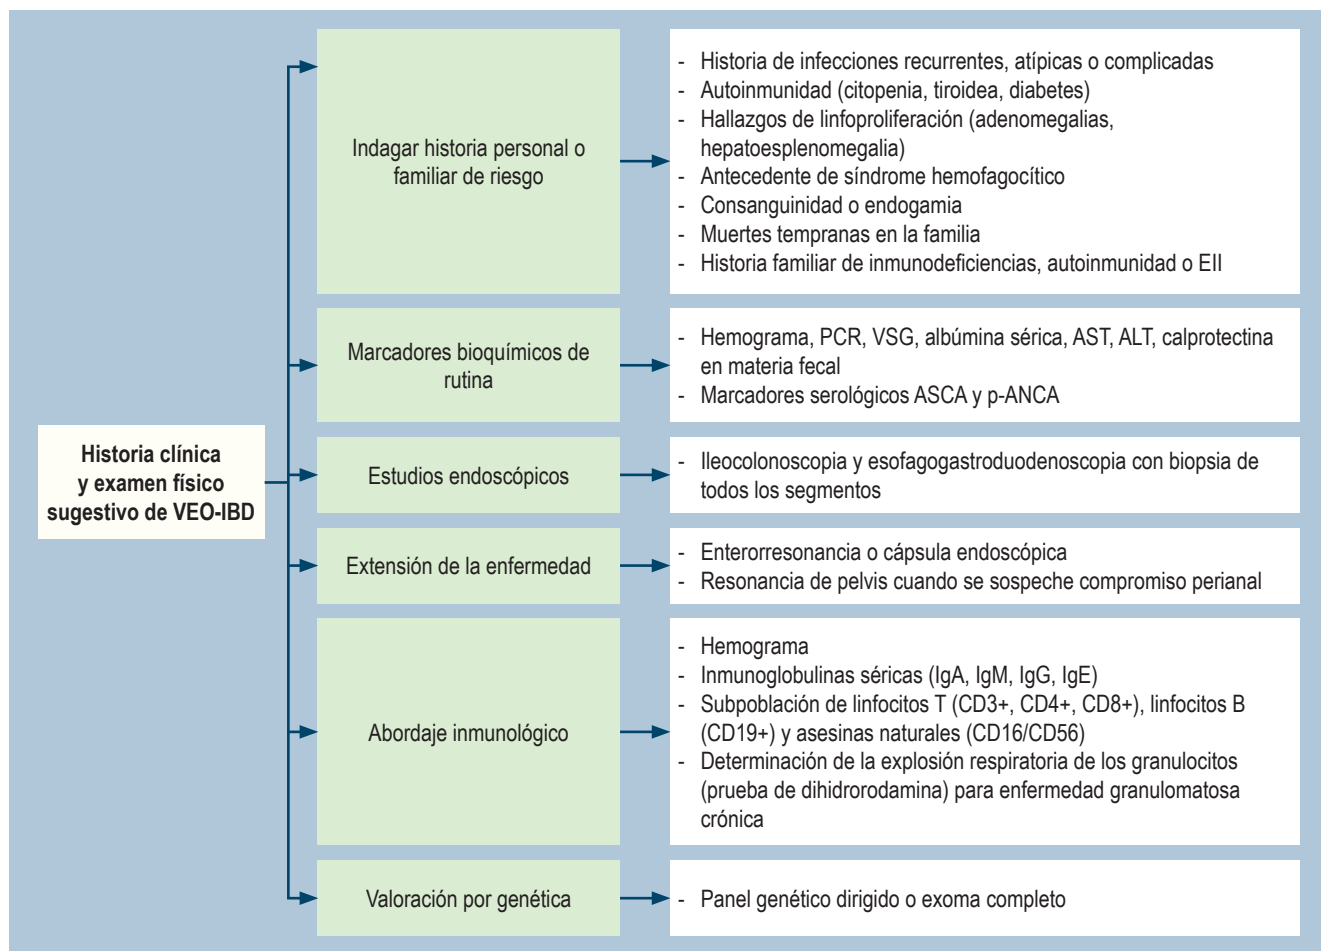 Historia clínica
y examen físico
sugestivo de VEO-IBD
Indagar historia personal o
familiar de riesgo
- Historia de infecciones recurrentes, atípicas o complicadas
- Autoinmunidad (citopenia, tiroidea, diabetes)
- Hallazgos de linfoproliferación (adenomegalias,
hepatoesplenomegalia)
- Antecedente de síndrome hemofagocítico
- Consanguinidad o endogamia
- Muertes tempranas en la familia
- Historia familiar de inmunodeficiencias, autoinmunidad o EII
Marcadores bioquímicos de
rutina
- Hemograma, PCR, VSG, albúmina sérica, AST, ALT, calprotectina
en materia fecal
- Marcadores serológicos ASCA y p-ANCA
Estudios endoscópicos
- Ileocolonoscopia y esofagogastroduodenoscopia con biopsia de
todos los segmentos
Extensión de la enfermedad
- Enterorresonancia o cápsula endoscópica
- Resonancia de pelvis cuando se sospeche compromiso perianal
Abordaje inmunológico
- Hemograma
- Inmunoglobulinas séricas (IgA, IgM, IgG, IgE)
- Subpoblación de linfocitos T (CD3+, CD4+, CD8+), linfocitos B
(CD19+) y asesinas naturales (CD16/CD56)
- Determinación de la explosión respiratoria de los granulocitos
(prueba de dihidrorodamina) para enfermedad granulomatosa
crónica
Valoración por genética
- Panel genético dirigido o exoma completo